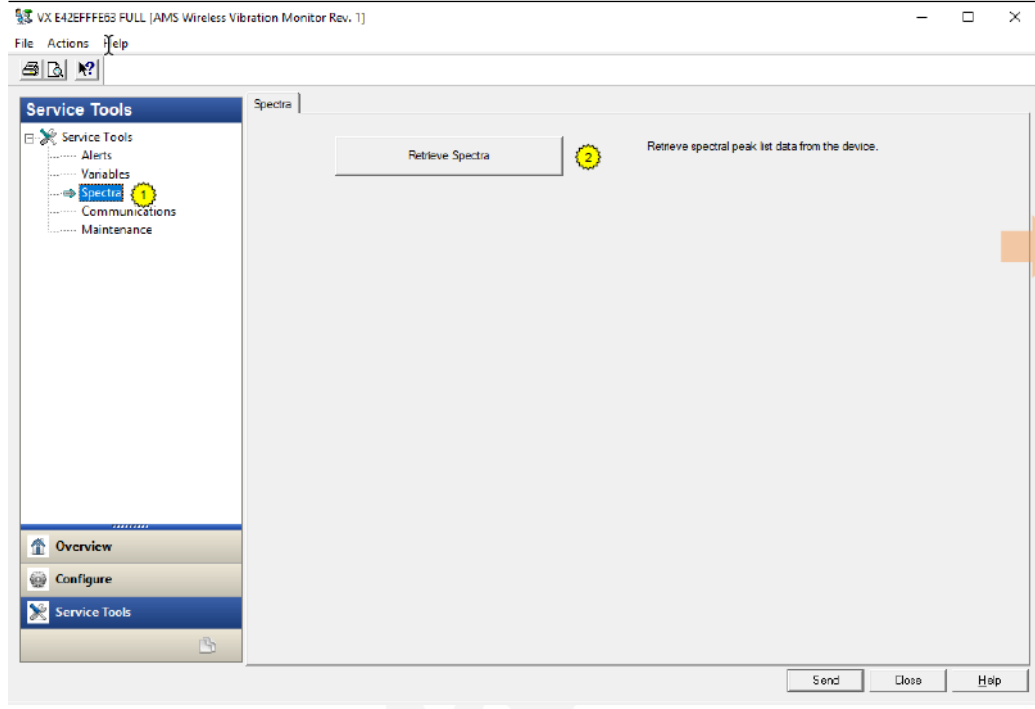 VX E42EFFFE63 FULL [AMS Wireless Vibration Monitor Rev. 1]
File Actions Help
Service Tools
Spectra
Service Tools
Alerts
Variables
Spectra
1
Communications
Maintenance
Retrieve Spectra
2
Retrieve spectral peak list data from the device.
Overview
Configure
Service Tools
Send Close Help